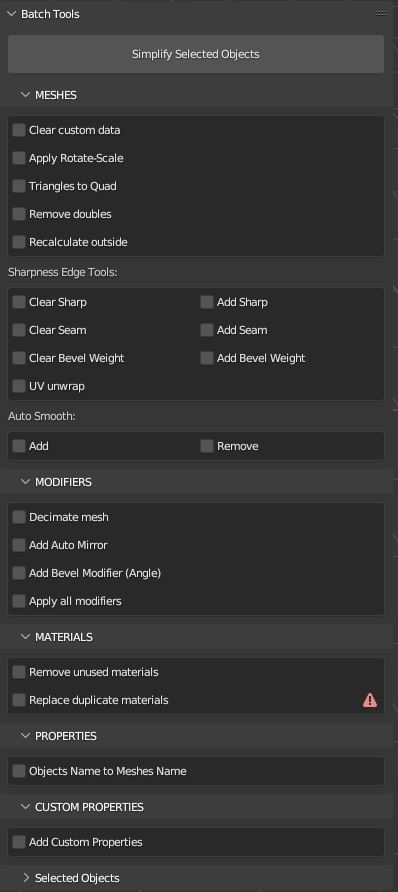 Batch Tools
Simplify Selected Objects
MESHES
Clear custom data
Apply Rotate-Scale
Triangles to Quad
Remove doubles
Recalculate outside
Sharpness Edge Tools:
Clear Sharp Add Sharp
Clear Seam Add Seam
Clear Bevel Weight Add Bevel Weight
UV unwrap
Auto Smooth:
Add Remove
MODIFIERS
Decimate mesh
Add Auto Mirror
Add Bevel Modifier (Angle)
Apply all modifiers
MATERIALS
Remove unused materials
Replace duplicate materials
PROPERTIES
Objects Name to Meshes Name
CUSTOM PROPERTIES
Add Custom Properties
Selected Objects